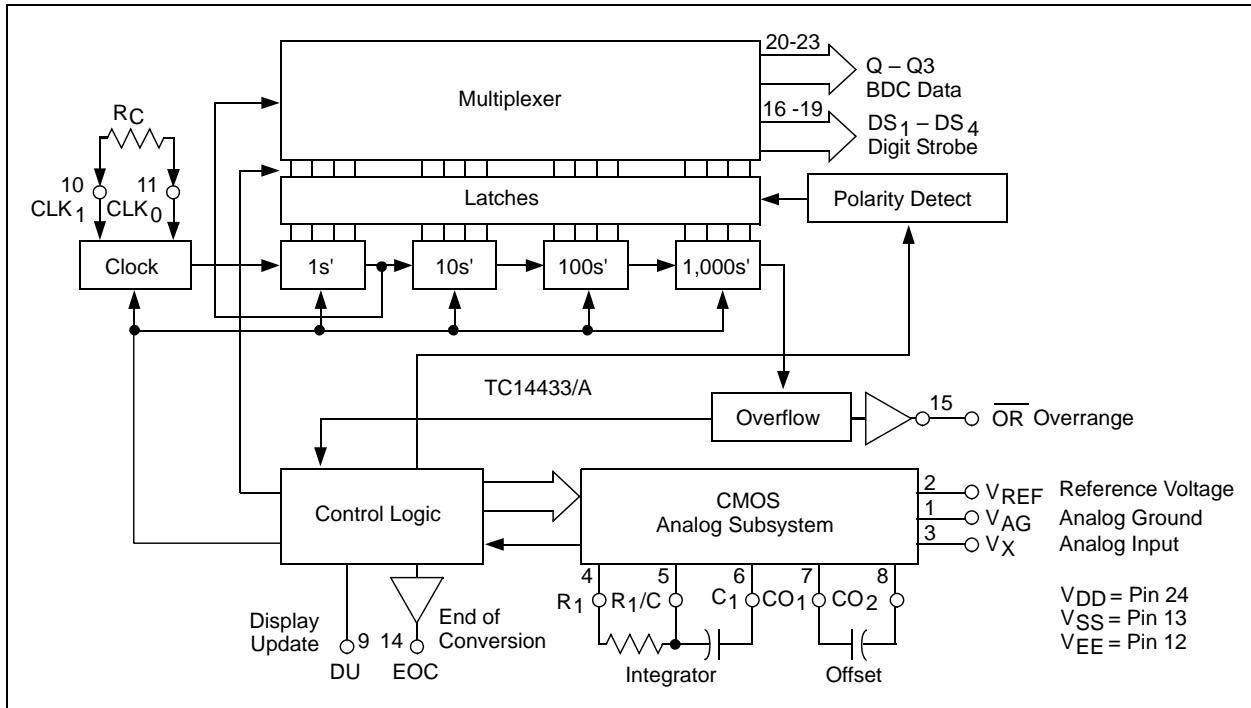 20-23
Q – Q3
BDC Data
Multiplexer
16 -19
DS1 – DS4
Digit Strobe
RC
10
11
CLK1
CLK0
Latches
Polarity Detect
Clock
1s'
10s'
100s'
1,000s'
TC14433/A
Overflow
15
OR Overrange
Control Logic
CMOS
Analog Subsystem
2
VREF
Reference Voltage
1
VAG
Analog Ground
3
VX
Analog Input
4
5
6
7
8
R1
R1/C
C1
CO1
CO2
Integrator
Offset
Display
Update
9
DU
14
EOC
End of
Conversion
VDD = Pin 24
VSS = Pin 13
VEE = Pin 12